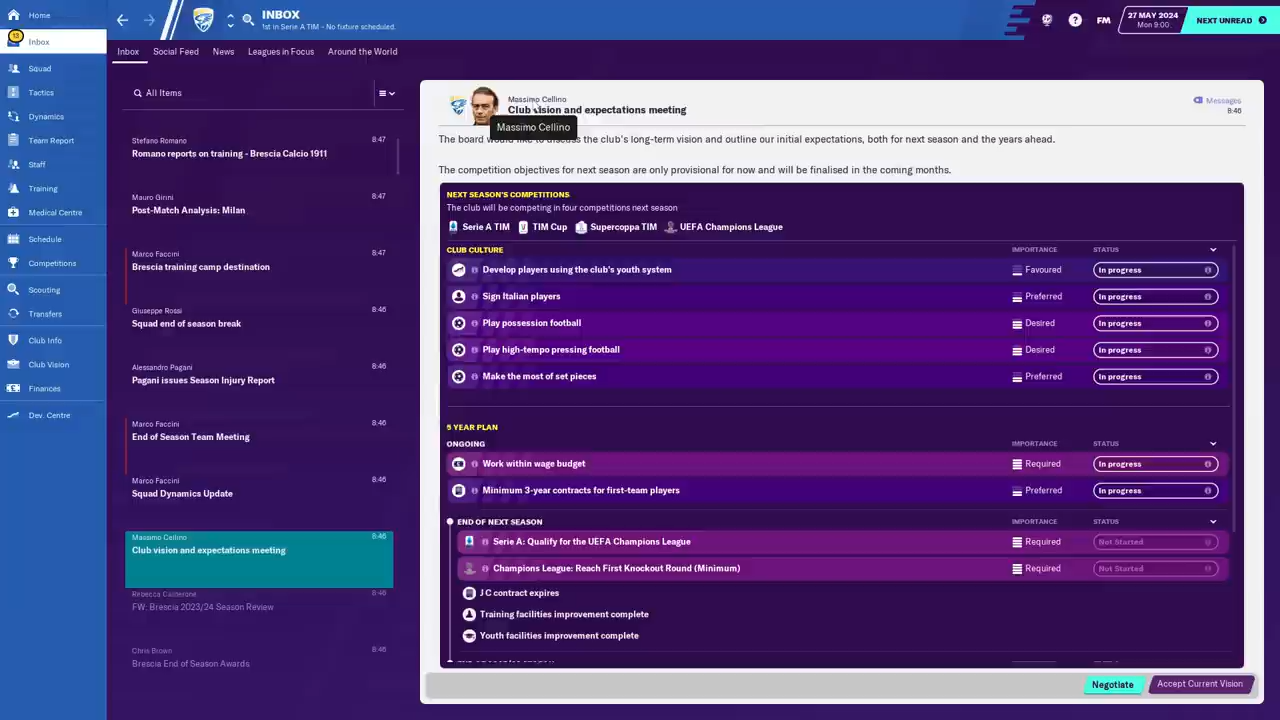 Home
13
Inbox
Squad
Tactics
Dynamics
Team Report
Staff
Training
Medical Centre
Schedule
Competitions
Scouting
Transfers
Club Info
Club Vision
Finances
Dev. Centre
INBOX
1st in Serie A TIM - No fixture scheduled.
?
FM
27 MAY 2024
Mon 9:00
NEXT UNREAD
Inbox
Social Feed
News
Leagues in Focus
Around the World
All Items
Stefano Romano
8:47
Romano reports on training - Brescia Calcio 1911
Mauro Ginni
8:47
Post-Match Analysis: Milan
Marco Faccini
8:47
Brescia training camp destination
Giuseppe Rossi
8:46
Squad end of season break
Alessandro Pagani
8:46
Pagani issues Season Injury Report
Marco Faccini
8:46
End of Season Team Meeting
Marco Faccini
8:46
Squad Dynamics Update
Massimo Cellino
8:46
Club vision and expectations meeting
Rebecca Calderone
8:46
FW: Brescia 2023/24 Season Review
Chris Brown
8:46
Brescia End of Season Awards
Massimo Cellino
Club vision and expectations meeting
Messages
8:46
Massimo Cellino
The board would like to discuss the club's long-term vision and outline our initial expectations, both for next season and the years ahead.
The competition objectives for next season are only provisional for now and will be finalised in the coming months.
NEXT SEASON'S COMPETITIONS
The club will be competing in four competitions next season
Serie A TIM
TIM Cup
Supercoppa TIM
UEFA Champions League
CLUB CULTURE
IMPORTANCE
STATUS
Develop players using the club's youth system
Favoured
In progress
Sign Italian players
Preferred
In progress
Play possession football
Desired
In progress
Play high-tempo pressing football
Desired
In progress
Make the most of set pieces
Preferred
In progress
5 YEAR PLAN
ONGOING
IMPORTANCE
STATUS
Work within wage budget
Required
In progress
Minimum 3-year contracts for first-team players
Preferred
In progress
END OF NEXT SEASON
IMPORTANCE
STATUS
Serie A: Qualify for the UEFA Champions League
Required
Not Started
Champions League: Reach First Knockout Round (Minimum)
Required
Not Started
J C contract expires
Training facilities improvement complete
Youth facilities improvement complete
Negotiate
Accept Current Vision